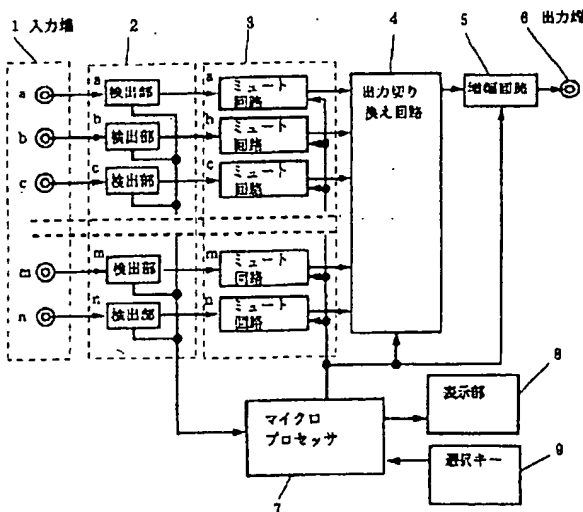 1 入力端
2
3
4
5
6 出力端
a
a
検出部
a
ミュート
回路
出力切り
換え回路
増幅回路
b
b
検出部
b
ミュート
回路
c
c
検出部
c
ミュート
回路
m
m
検出部
m
ミュート
回路
n
n
検出部
n
ミュート
回路
マイクロ
プロセッサ
7
表示部
8
選択キー
9